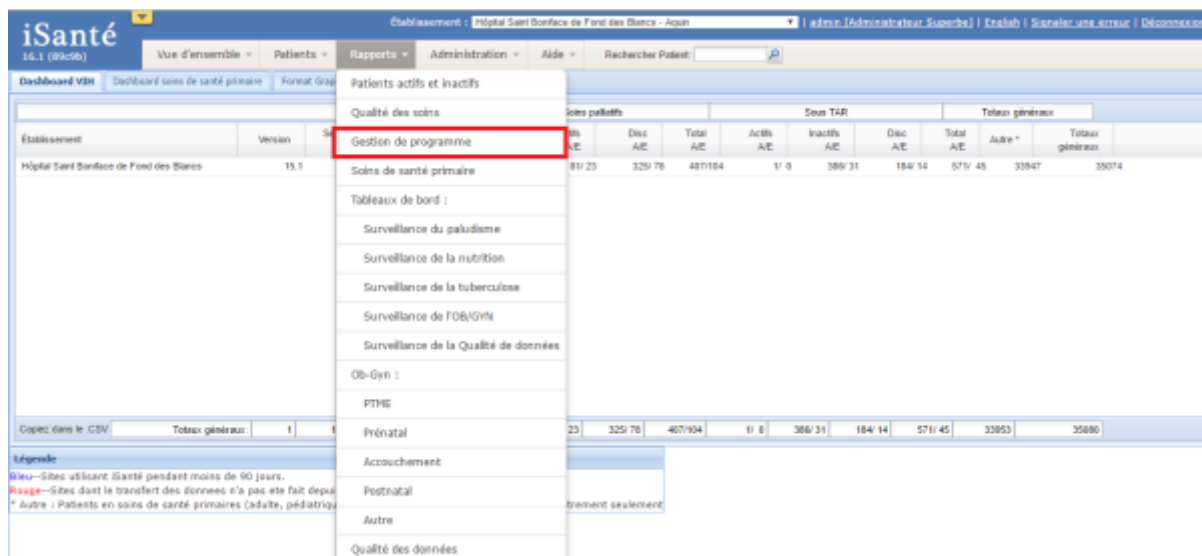 iSanté
16.1 (89c9b)
Établissement : Hôpital Saint Boniface de Fond des Blancs - Aquin
admin [Administrateur Superbe] | English | Signaler une erreur | Déconnexion
Vue d'ensemble Patients Rapports Administration Aide Rechercher Patient:
Dashboard VIH Dashboard soins de santé primaire Format Grap
Soins palliatifs Sous TAR Totaux généraux
Établissement Version Disc A/E Total A/E Actifs A/E Inactifs A/E Disc A/E Total A/E Autre * Totaux généraux
Hôpital Saint Boniface de Fond des Blancs 15.1 81/ 23 325/ 78 407/104 1/ 0 386/ 31 184/ 14 571/ 45 33947 35074
Patients actifs et inactifs
Qualité des soins
Gestion de programme
Soins de santé primaire
Tableaux de bord :
Surveillance du paludisme
Surveillance de la nutrition
Surveillance de la tuberculose
Surveillance de l'OB/GYN
Surveillance de la Qualité de données
Ob-Gyn :
PTME
Prénatal
Accouchement
Postnatal
Autre
Qualité des données
Copiez dans le .CSV Totaux généraux: 1 1 23 325/ 78 407/104 1/ 0 386/ 31 184/ 14 571/ 45 33953 35080
Légende
Bleu--Sites utilisant iSanté pendant moins de 90 jours.
Rouge--Sites dont le transfert des donnees n'a pas ete fait depui
* Autre : Patients en soins de santé primaires (adulte, pédiatriqu trement seulement